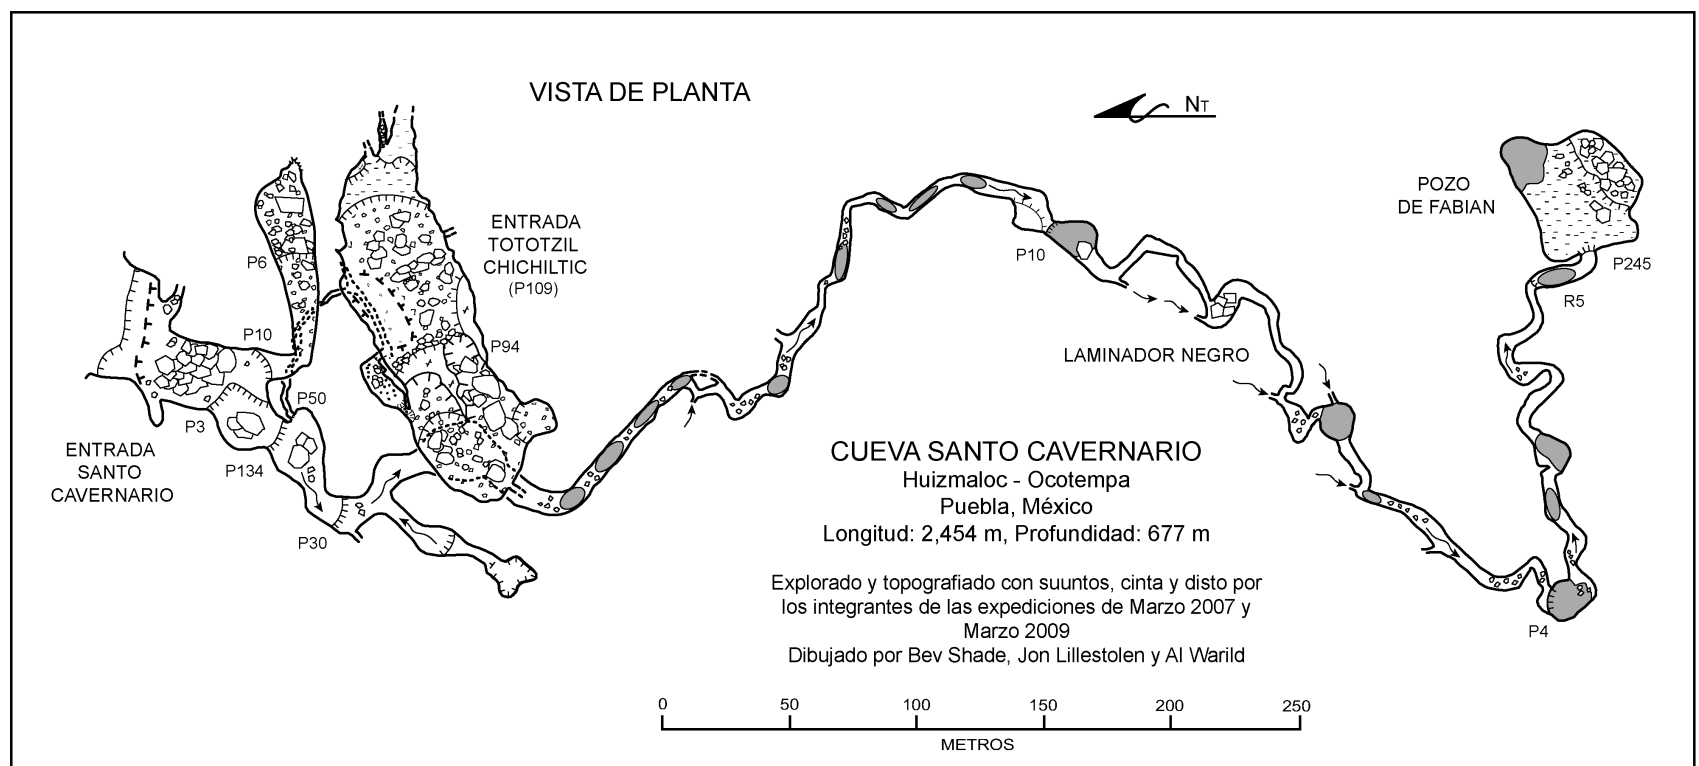 VISTA DE PLANTA
NT
ENTRADA
TOTOTZIL
CHICHILTIC
(P109)
POZO
DE FABIAN
P6
P10
P245
R5
P10
P94
LAMINADOR NEGRO
P50
P3
P134
ENTRADA
SANTO
CAVERNARIO
P30
CUEVA SANTO CAVERNARIO
Huizmaloc - Ocotempa
Puebla, México
Longitud: 2,454 m, Profundidad: 677 m
Explorado y topografiado con suuntos, cinta y disto por
los integrantes de las expediciones de Marzo 2007 y
Marzo 2009
Dibujado por Bev Shade, Jon Lillestolen y Al Warild
P4
0 50 100 150 200 250
METROS